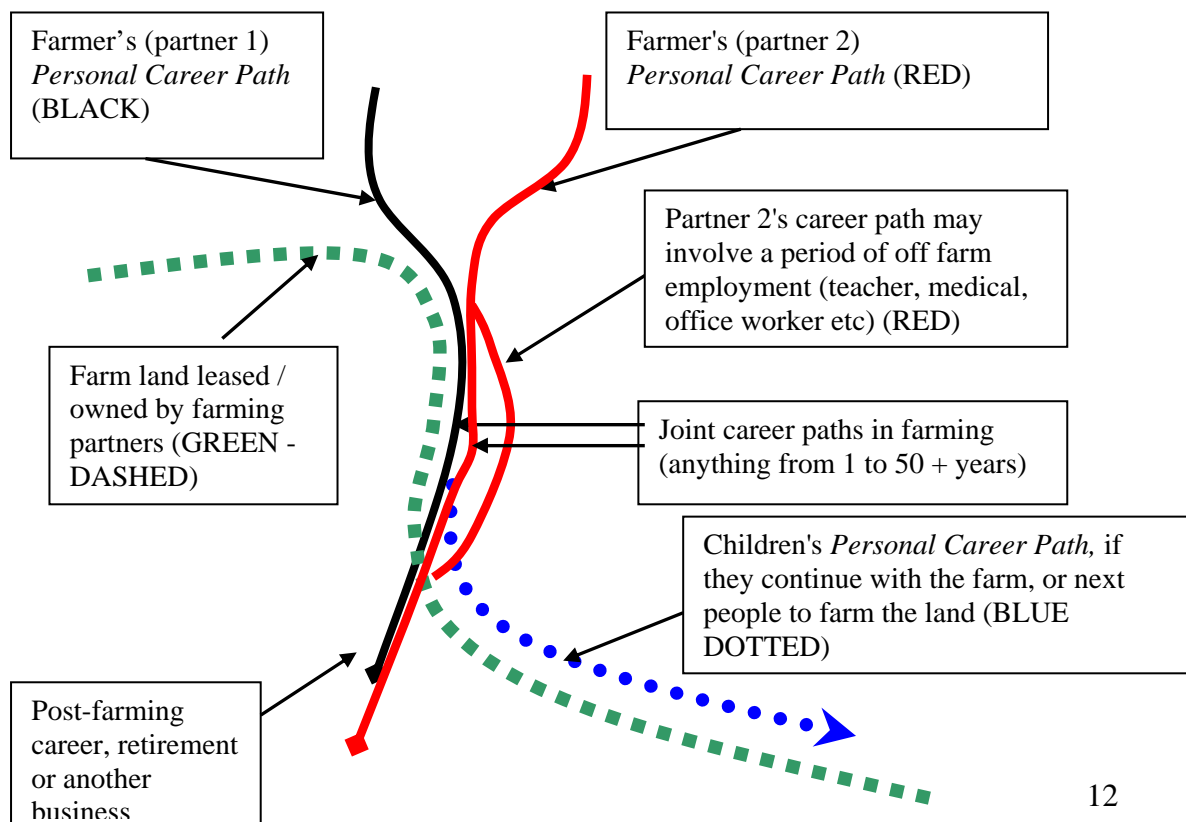 Farmer’s (partner 1)
Personal Career Path
(BLACK)
Farmer's (partner 2)
Personal Career Path (RED)
Partner 2's career path may
involve a period of off farm
employment (teacher, medical,
office worker etc) (RED)
Farm land leased /
owned by farming
partners (GREEN -
DASHED)
Joint career paths in farming
(anything from 1 to 50 + years)
Children's Personal Career Path, if
they continue with the farm, or next
people to farm the land (BLUE
DOTTED)
Post-farming
career, retirement
or another
business
12